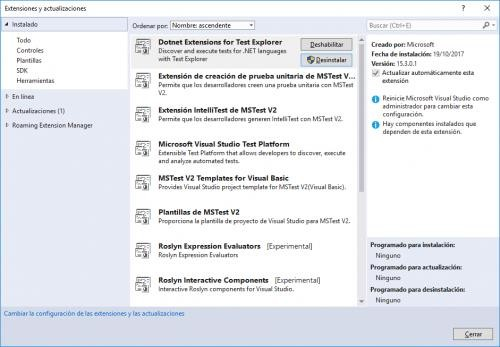 Extensiones y actualizaciones
Instalado
Todo
Controles
Plantillas
SDK
Herramientas
En línea
Actualizaciones (1)
Roaming Extension Manager
Ordenar por: Nombre: ascendente
Dotnet Extensions for Test Explorer
Discover and execute tests for .NET languages
with Test Explorer
Deshabilitar
Desinstalar
Extensión de creación de prueba unitaria de MSTest V...
Permite que los desarrolladores creen una prueba unitaria con MSTest V2.
Extensión IntelliTest de MSTest V2
Permite que los desarrolladores generen IntelliTest con MSTest V2.
Microsoft Visual Studio Test Platform
Extensible Test Platform that allows developers to discover, execute
and analyze automated tests.
MSTest V2 Templates for Visual Basic
Provides Visual Studio project template for MSTest V2(Visual Basic).
Plantillas de MSTest V2
Proporciona la plantilla de proyecto de Visual Studio para MSTest V2.
Roslyn Expression Evaluators [Experimental]
Roslyn Expression Evaluators
Roslyn Interactive Components [Experimental]
Interactive Roslyn components for Visual Studio.
Buscar (Ctrl+E)
Creado por: Microsoft
Fecha de instalación: 19/10/2017
Versión: 15.3.0.1
Actualizar automáticamente esta
extensión
Reinicie Microsoft Visual Studio como
administrador para cambiar esta
configuración.
Hay componentes instalados que
dependen de esta extensión.
Programado para instalación:
Ninguno
Programado para actualización:
Ninguno
Programado para desinstalación:
Ninguno
Cambiar la configuración de las extensiones y las actualizaciones
Cerrar